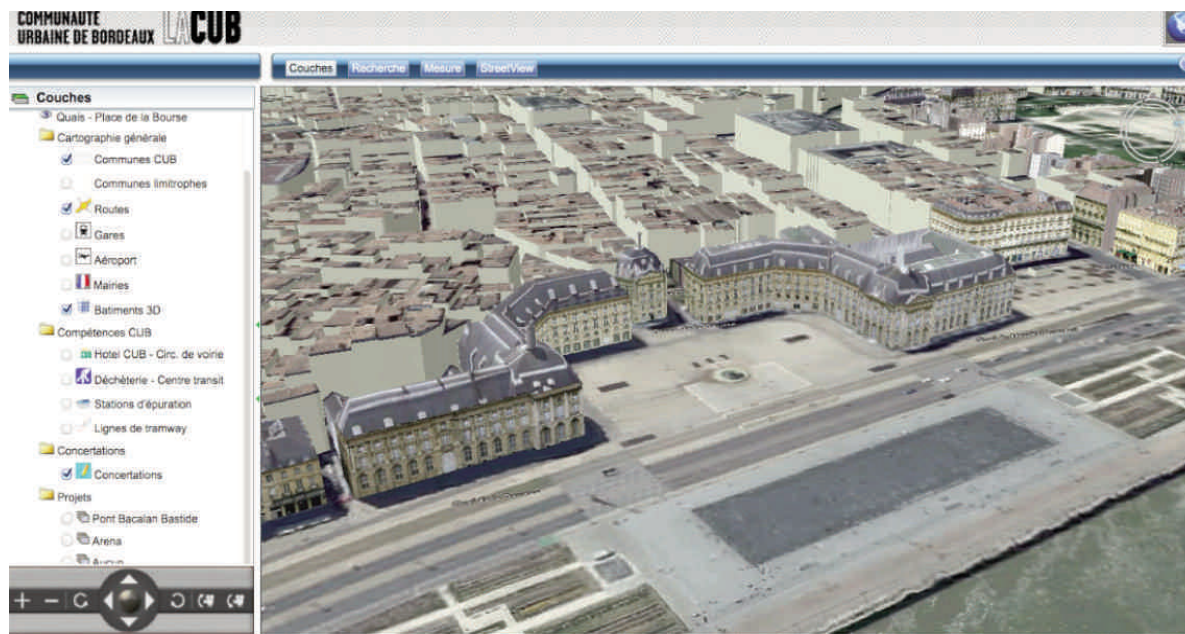 COMMUNAUTE
URBAINE DE BORDEAUX LACUB
Couches Recherche Mesure StreetView
Couches
Quais - Place de la Bourse
Cartographie générale
Communes CUB
Communes limitrophes
Routes
Gares
Aéroport
Mairies
Batiments 3D
Compétences CUB
Hotel CUB - Circ. de voirie
Déchèterie - Centre transit
Stations d'épuration
Lignes de tramway
Concertations
Concertations
Projets
Pont Bacalan Bastide
Arena
Aucun